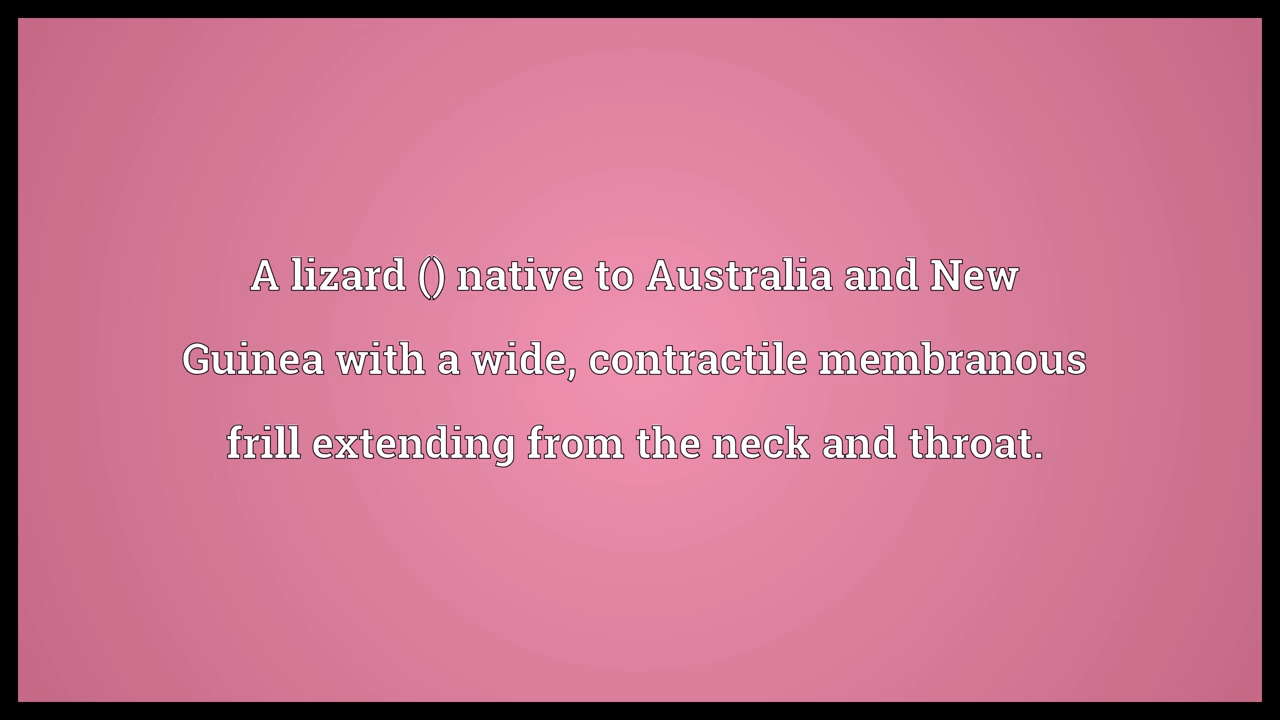 A lizard () native to Australia and New
Guinea with a wide, contractile membranous
frill extending from the neck and throat.